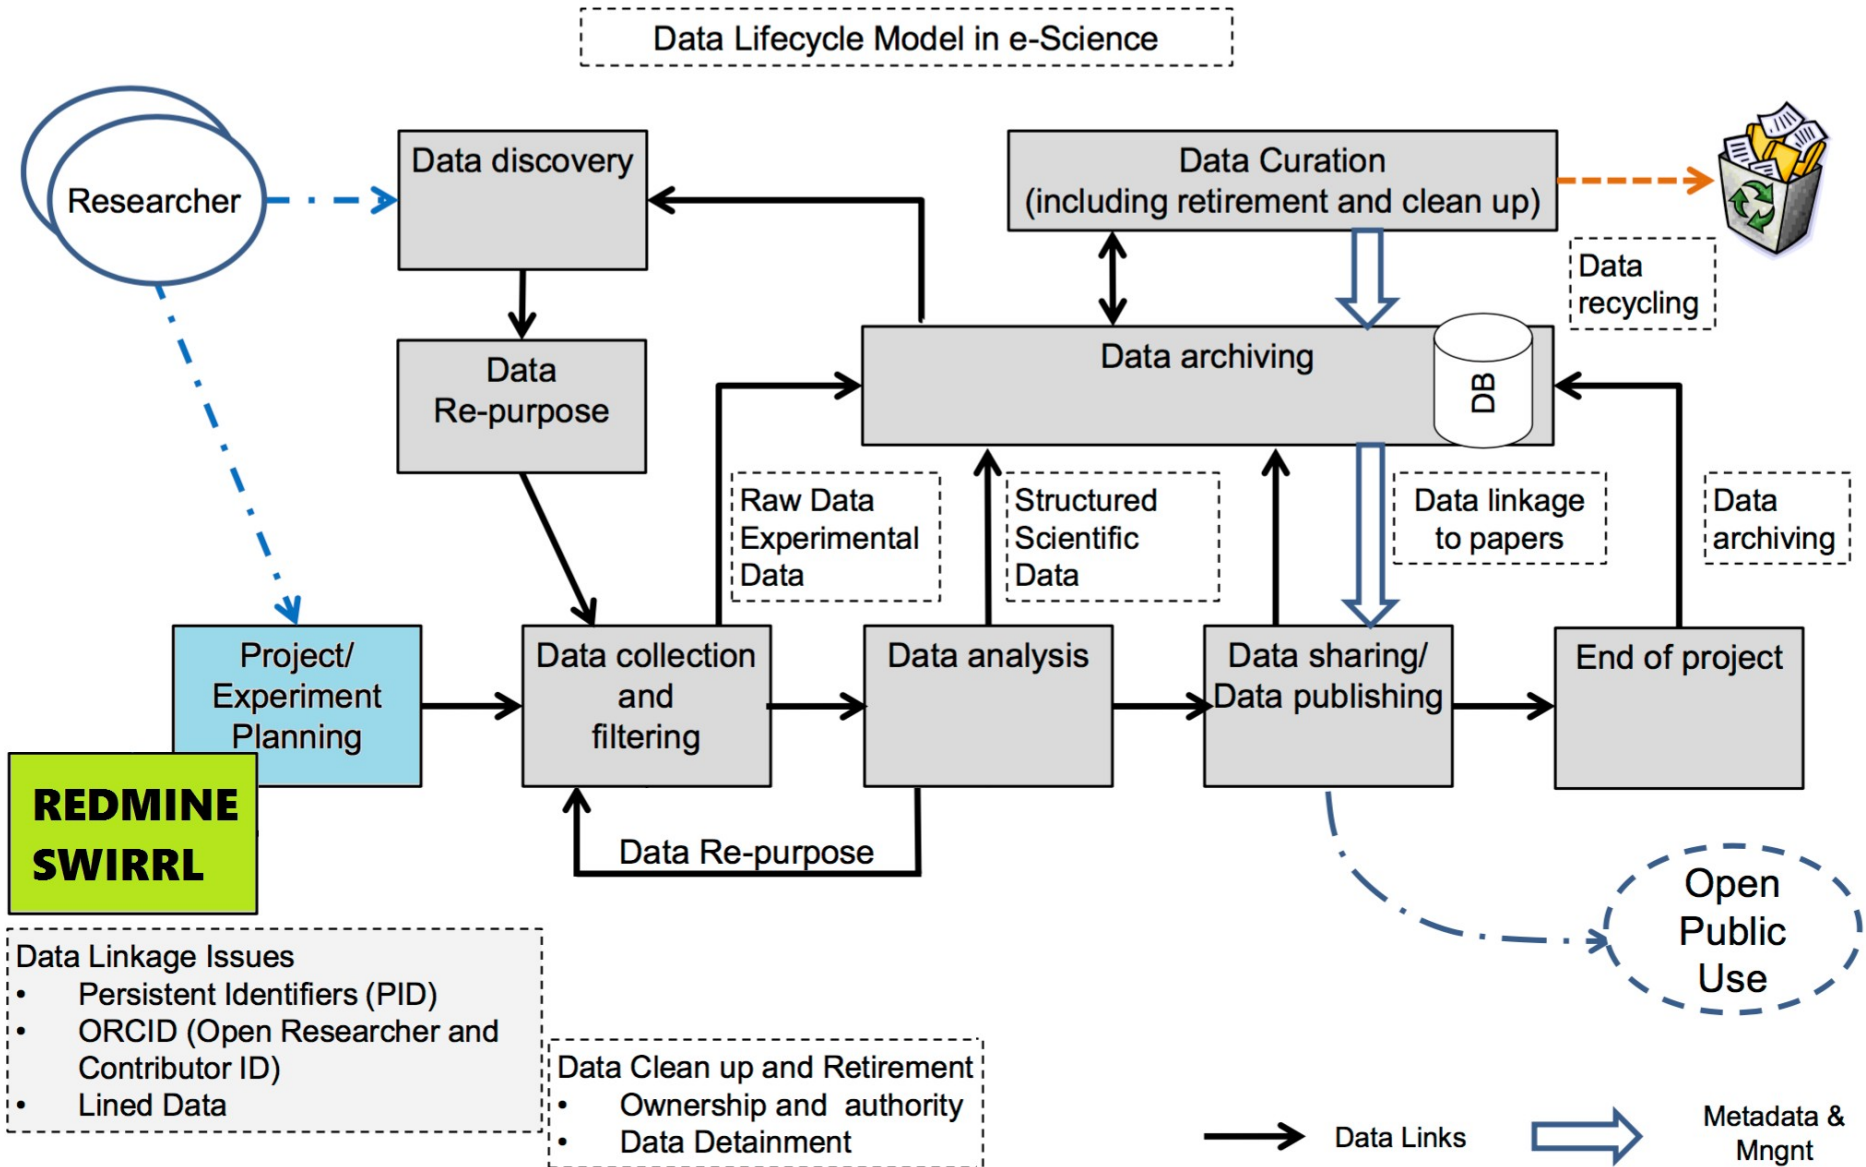 Data Lifecycle Model in e-Science
Researcher
Data discovery
Data Curation
(including retirement and clean up)
Data
recycling
Data
Re-purpose
Data archiving
DB
Raw Data
Experimental
Data
Structured
Scientific
Data
Data linkage
to papers
Data
archiving
Project/
Experiment
Planning
Data collection
and
filtering
Data analysis
Data sharing/
Data publishing
End of project
REDMINE
SWIRRL
Data Re-purpose
Open
Public
Use
Data Linkage Issues
• Persistent Identifiers (PID)
• ORCID (Open Researcher and
Contributor ID)
• Lined Data
Data Clean up and Retirement
• Ownership and authority
• Data Detainment
Data Links
Metadata &
Mngnt